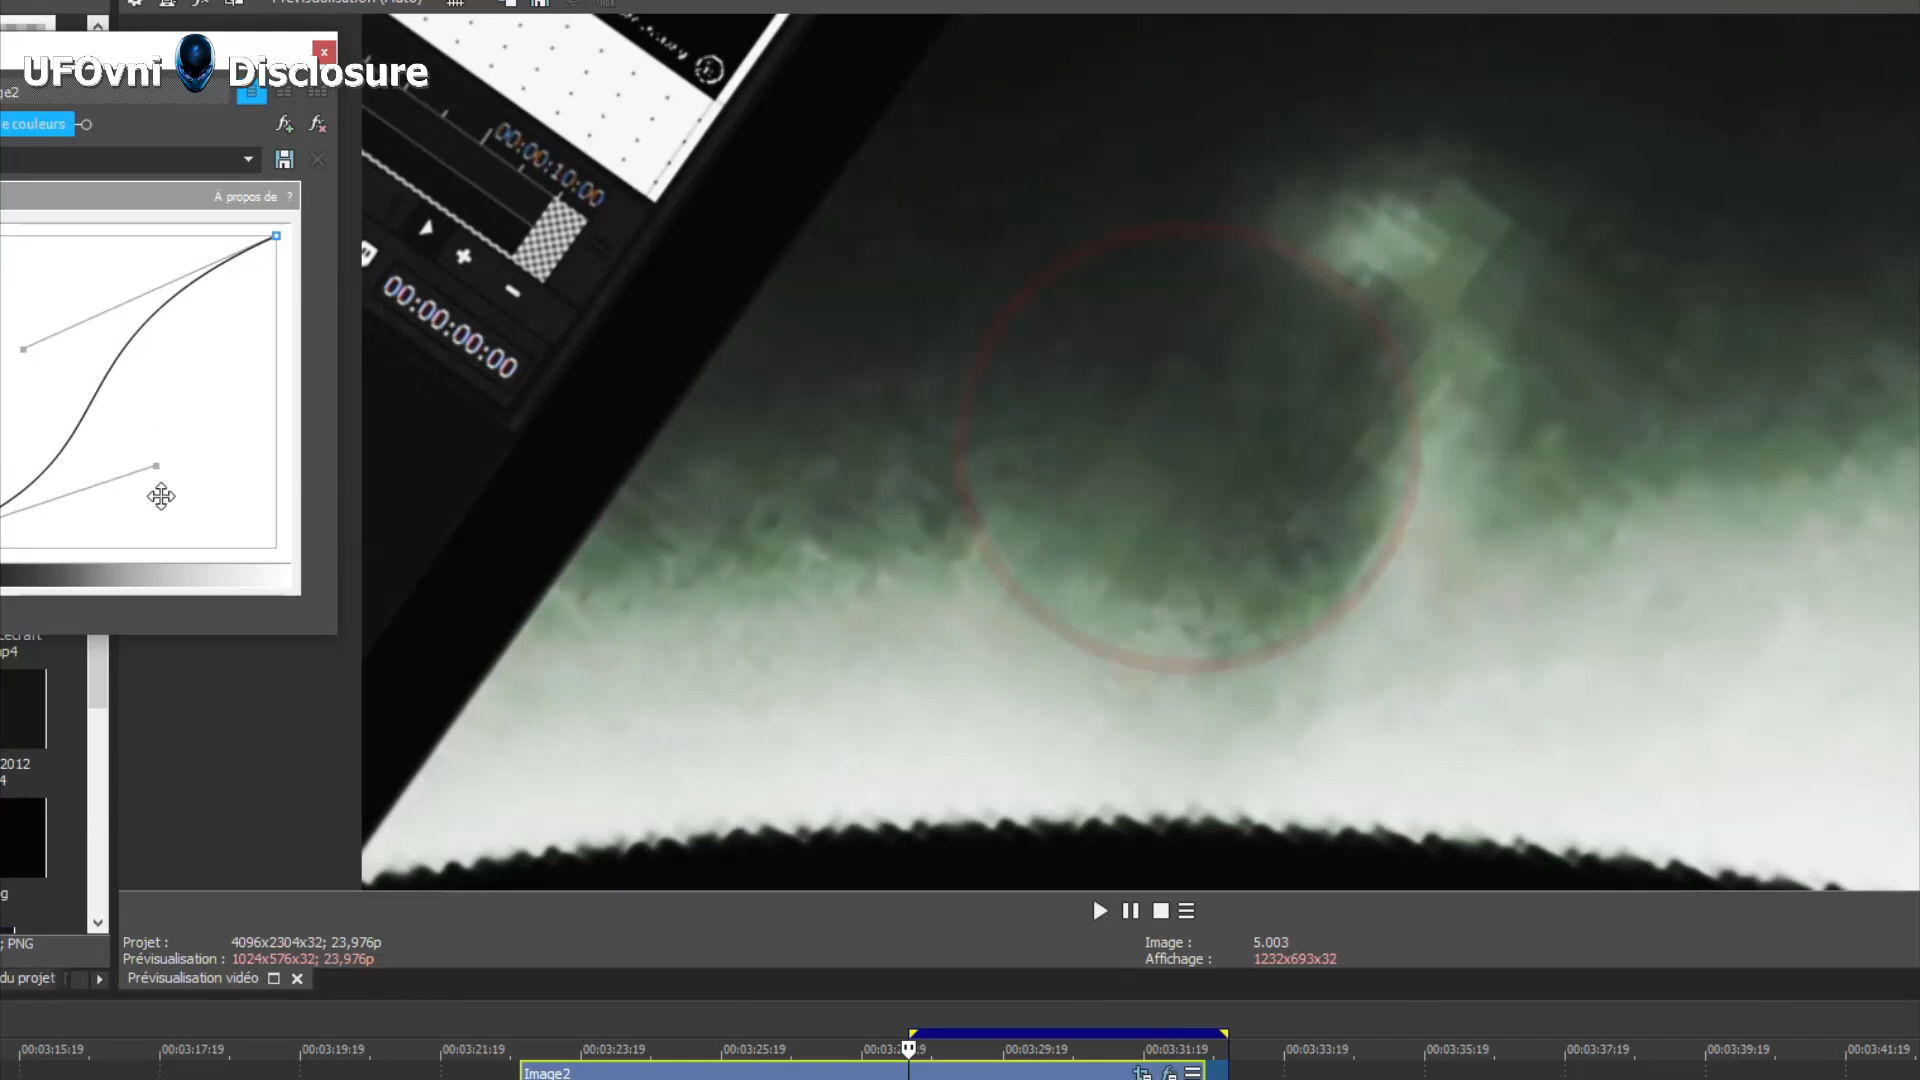 Prévisualisation (Auto)
UFOvni Disclosure
ge2
e couleurs
À propos de ?
00:00:10:00
00:00:00:00
p4
2012
4
g
; PNG
du projet
Projet : 4096x2304x32; 23,976p
Prévisualisation : 1024x576x32; 23,976p
Prévisualisation vidéo
Image : 5.003
Affichage : 1232x693x32
00:03:15:19 00:03:17:19 00:03:19:19 00:03:21:19 00:03:23:19 00:03:25:19 00:03:29:19 00:03:31:19 00:03:33:19 00:03:35:19 00:03:37:19 00:03:39:19 00:03:41:19
Image2